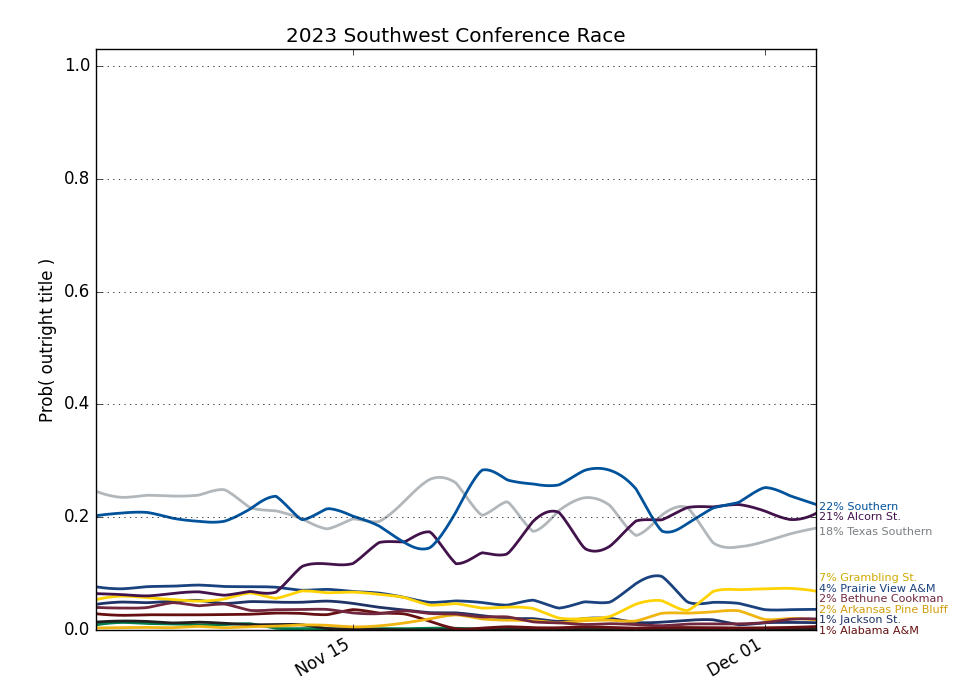 2023 Southwest Conference Race
1.0
0.8
0.6
0.4
0.2
0.0
Prob( outright title )
Nov 15
Dec 01
22% Southern
21% Alcorn St.
18% Texas Southern
7% Grambling St.
4% Prairie View A&M
2% Bethune Cookman
2% Arkansas Pine Bluff
1% Jackson St.
1% Alabama A&M